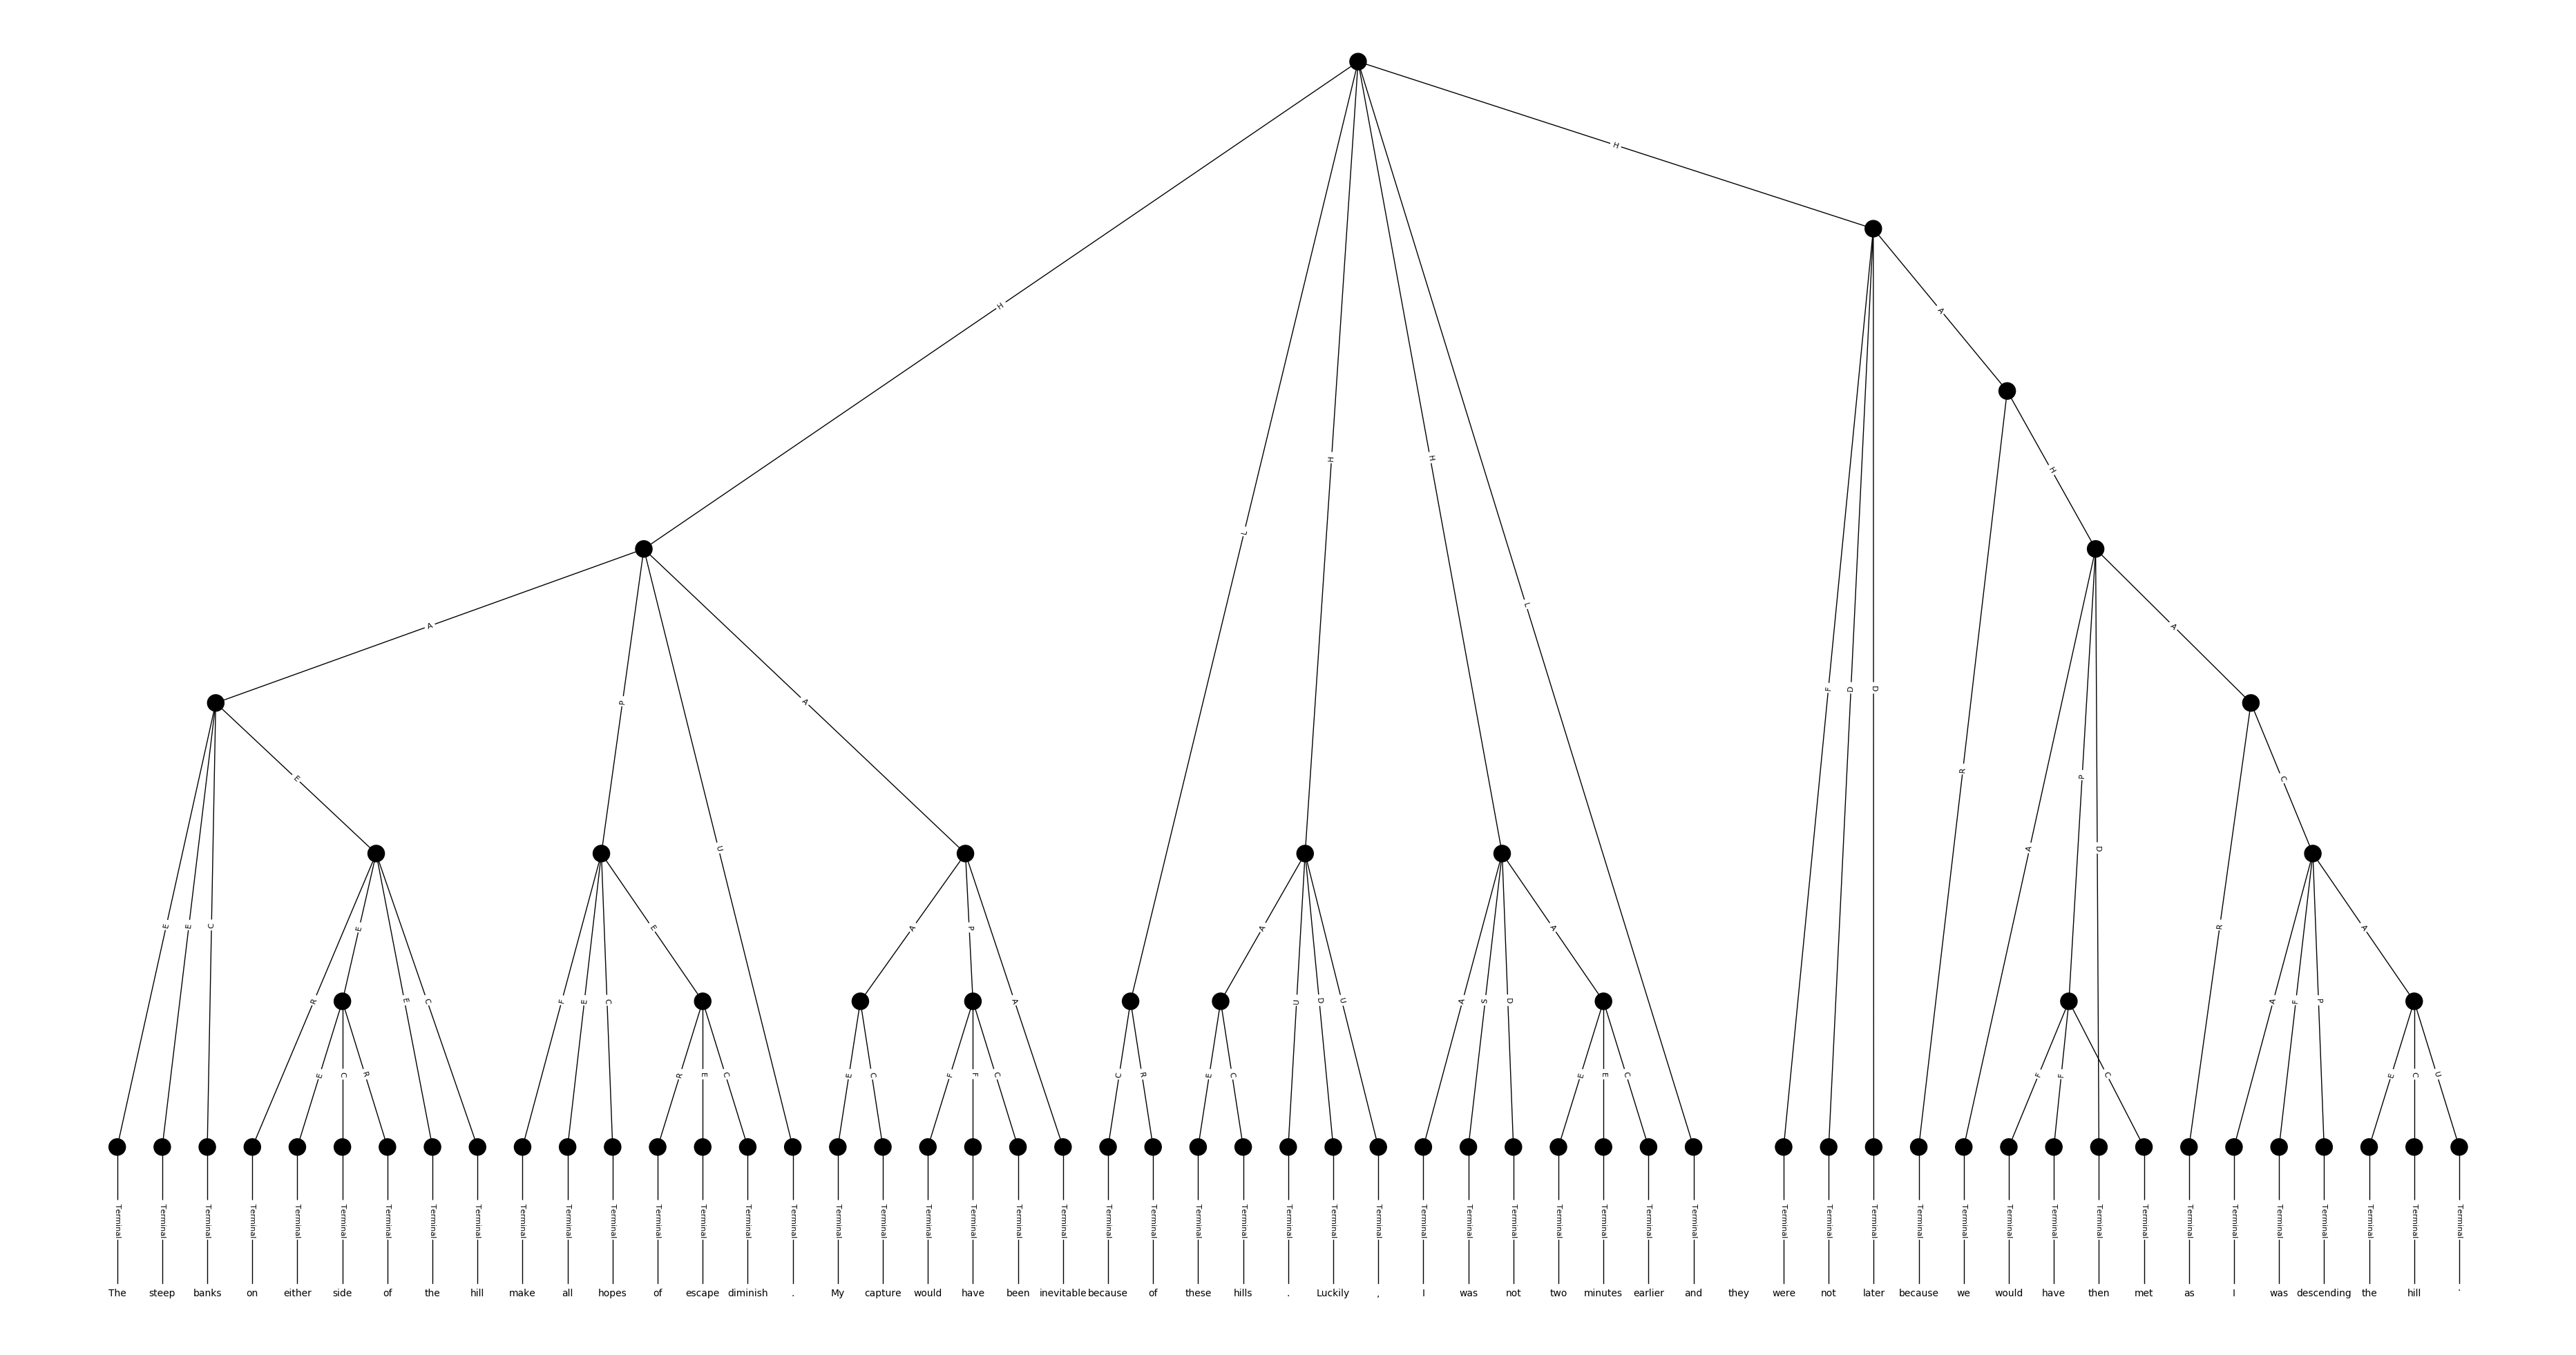 H
H
A
L
H
H
H
L
F
D
D
A
P
A
A
U
E
R
A
P
D
C
E
E
C
R
E
E
C
F
E
C
E
A
P
A
A
U
D
U
A
S
D
A
R
A
F
P
A
E
C
R
R
E
C
E
C
F
F
C
C
R
E
C
E
E
C
F
F
C
E
C
U
Terminal Terminal Terminal Terminal Terminal Terminal Terminal Terminal Terminal Terminal Terminal Terminal Terminal Terminal Terminal Terminal Terminal Terminal Terminal Terminal Terminal Terminal Terminal Terminal Terminal Terminal Terminal Terminal Terminal Terminal Terminal Terminal Terminal Terminal Terminal Terminal Terminal Terminal Terminal Terminal Terminal Terminal Terminal Terminal Terminal Terminal Terminal Terminal Terminal Terminal Terminal Terminal
The steep banks on either side of the hill make all hopes of escape diminish . My capture would have been inevitable because of these hills . Luckily , I was not two minutes earlier and they were not later because we would have then met as I was descending the hill .